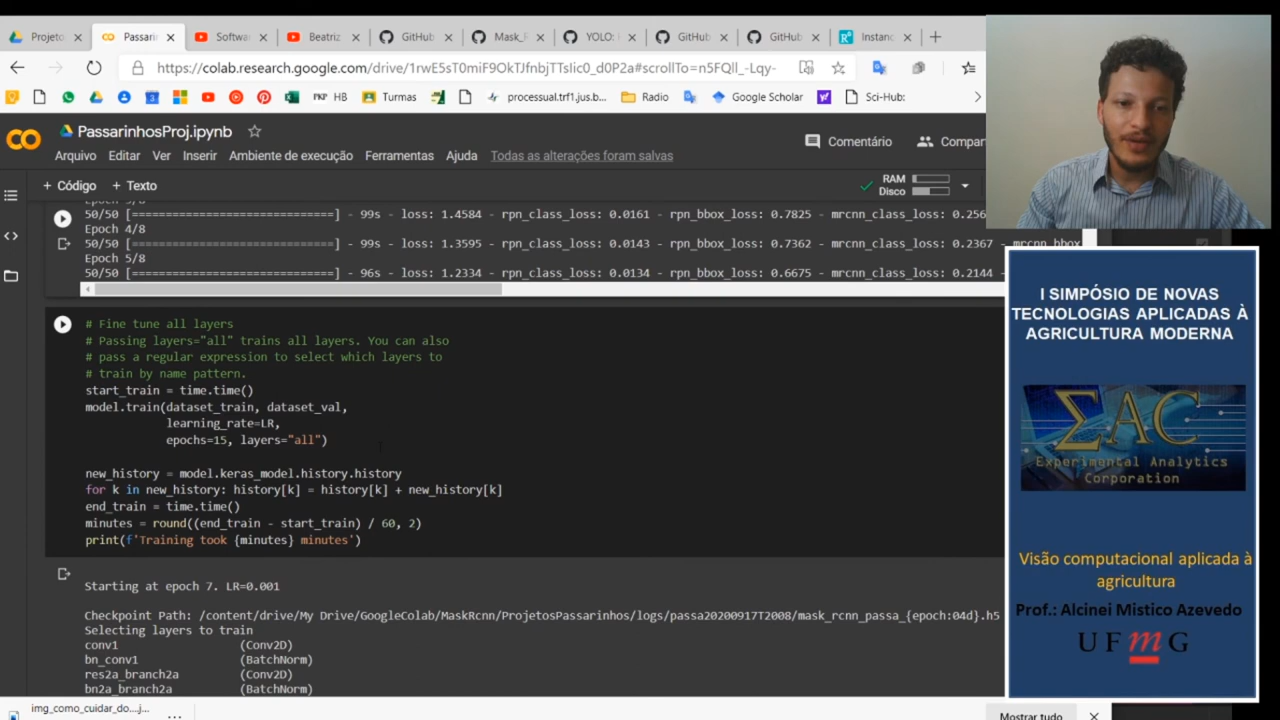 Projeto
Passari
Softwa
Beatriz
GitHub
Mask_R
YOLO:
GitHub
GitHub
Instanc
https://colab.research.google.com/drive/1rwE5sT0miF9OkTJfnbjTTsIic0_d0P2a#scrollTo=n5FQlI_-Lqy-
PKP HB
Turmas
processual.trf1.jus.b...
Radio
Google Scholar
Sci-Hub:
CO PassarinhosProj.ipynb
Arquivo Editar Ver Inserir Ambiente de execução Ferramentas Ajuda Todas as alterações foram salvas
Comentário
Compar
+ Código + Texto
RAM
Disco
50/50 [==============================] - 99s - loss: 1.4584 - rpn_class_loss: 0.0161 - rpn_bbox_loss: 0.7825 - mrcnn_class_loss: 0.256
Epoch 4/8
50/50 [==============================] - 99s - loss: 1.3595 - rpn_class_loss: 0.0143 - rpn_bbox_loss: 0.7362 - mrcnn_class_loss: 0.2367 - mrcnn_bbox
Epoch 5/8
50/50 [==============================] - 96s - loss: 1.2334 - rpn_class_loss: 0.0134 - rpn_bbox_loss: 0.6675 - mrcnn_class_loss: 0.2144 -
# Fine tune all layers
# Passing layers="all" trains all layers. You can also
# pass a regular expression to select which layers to
# train by name pattern.
start_train = time.time()
model.train(dataset_train, dataset_val,
learning_rate=LR,
epochs=15, layers="all")
new_history = model.keras_model.history.history
for k in new_history: history[k] = history[k] + new_history[k]
end_train = time.time()
minutes = round((end_train - start_train) / 60, 2)
print(f'Training took {minutes} minutes')
Starting at epoch 7. LR=0.001
Checkpoint Path: /content/drive/My Drive/GoogleColab/MaskRcnn/ProjetosPassarinhos/logs/passa20200917T2008/mask_rcnn_passa_{epoch:04d}.h5
Selecting layers to train
conv1 (Conv2D)
bn_conv1 (BatchNorm)
res2a_branch2a (Conv2D)
bn2a_branch2a (BatchNorm)
img_como_cuidar_do....j...
Mostrar tudo
I SIMPÓSIO DE NOVAS
TECNOLOGIAS APLICADAS À
AGRICULTURA MODERNA
ΣAC
Experimental Analytics
Corporation
Visão computacional aplicada à
agricultura
Prof.: Alcinei Mistico Azevedo
UFmG